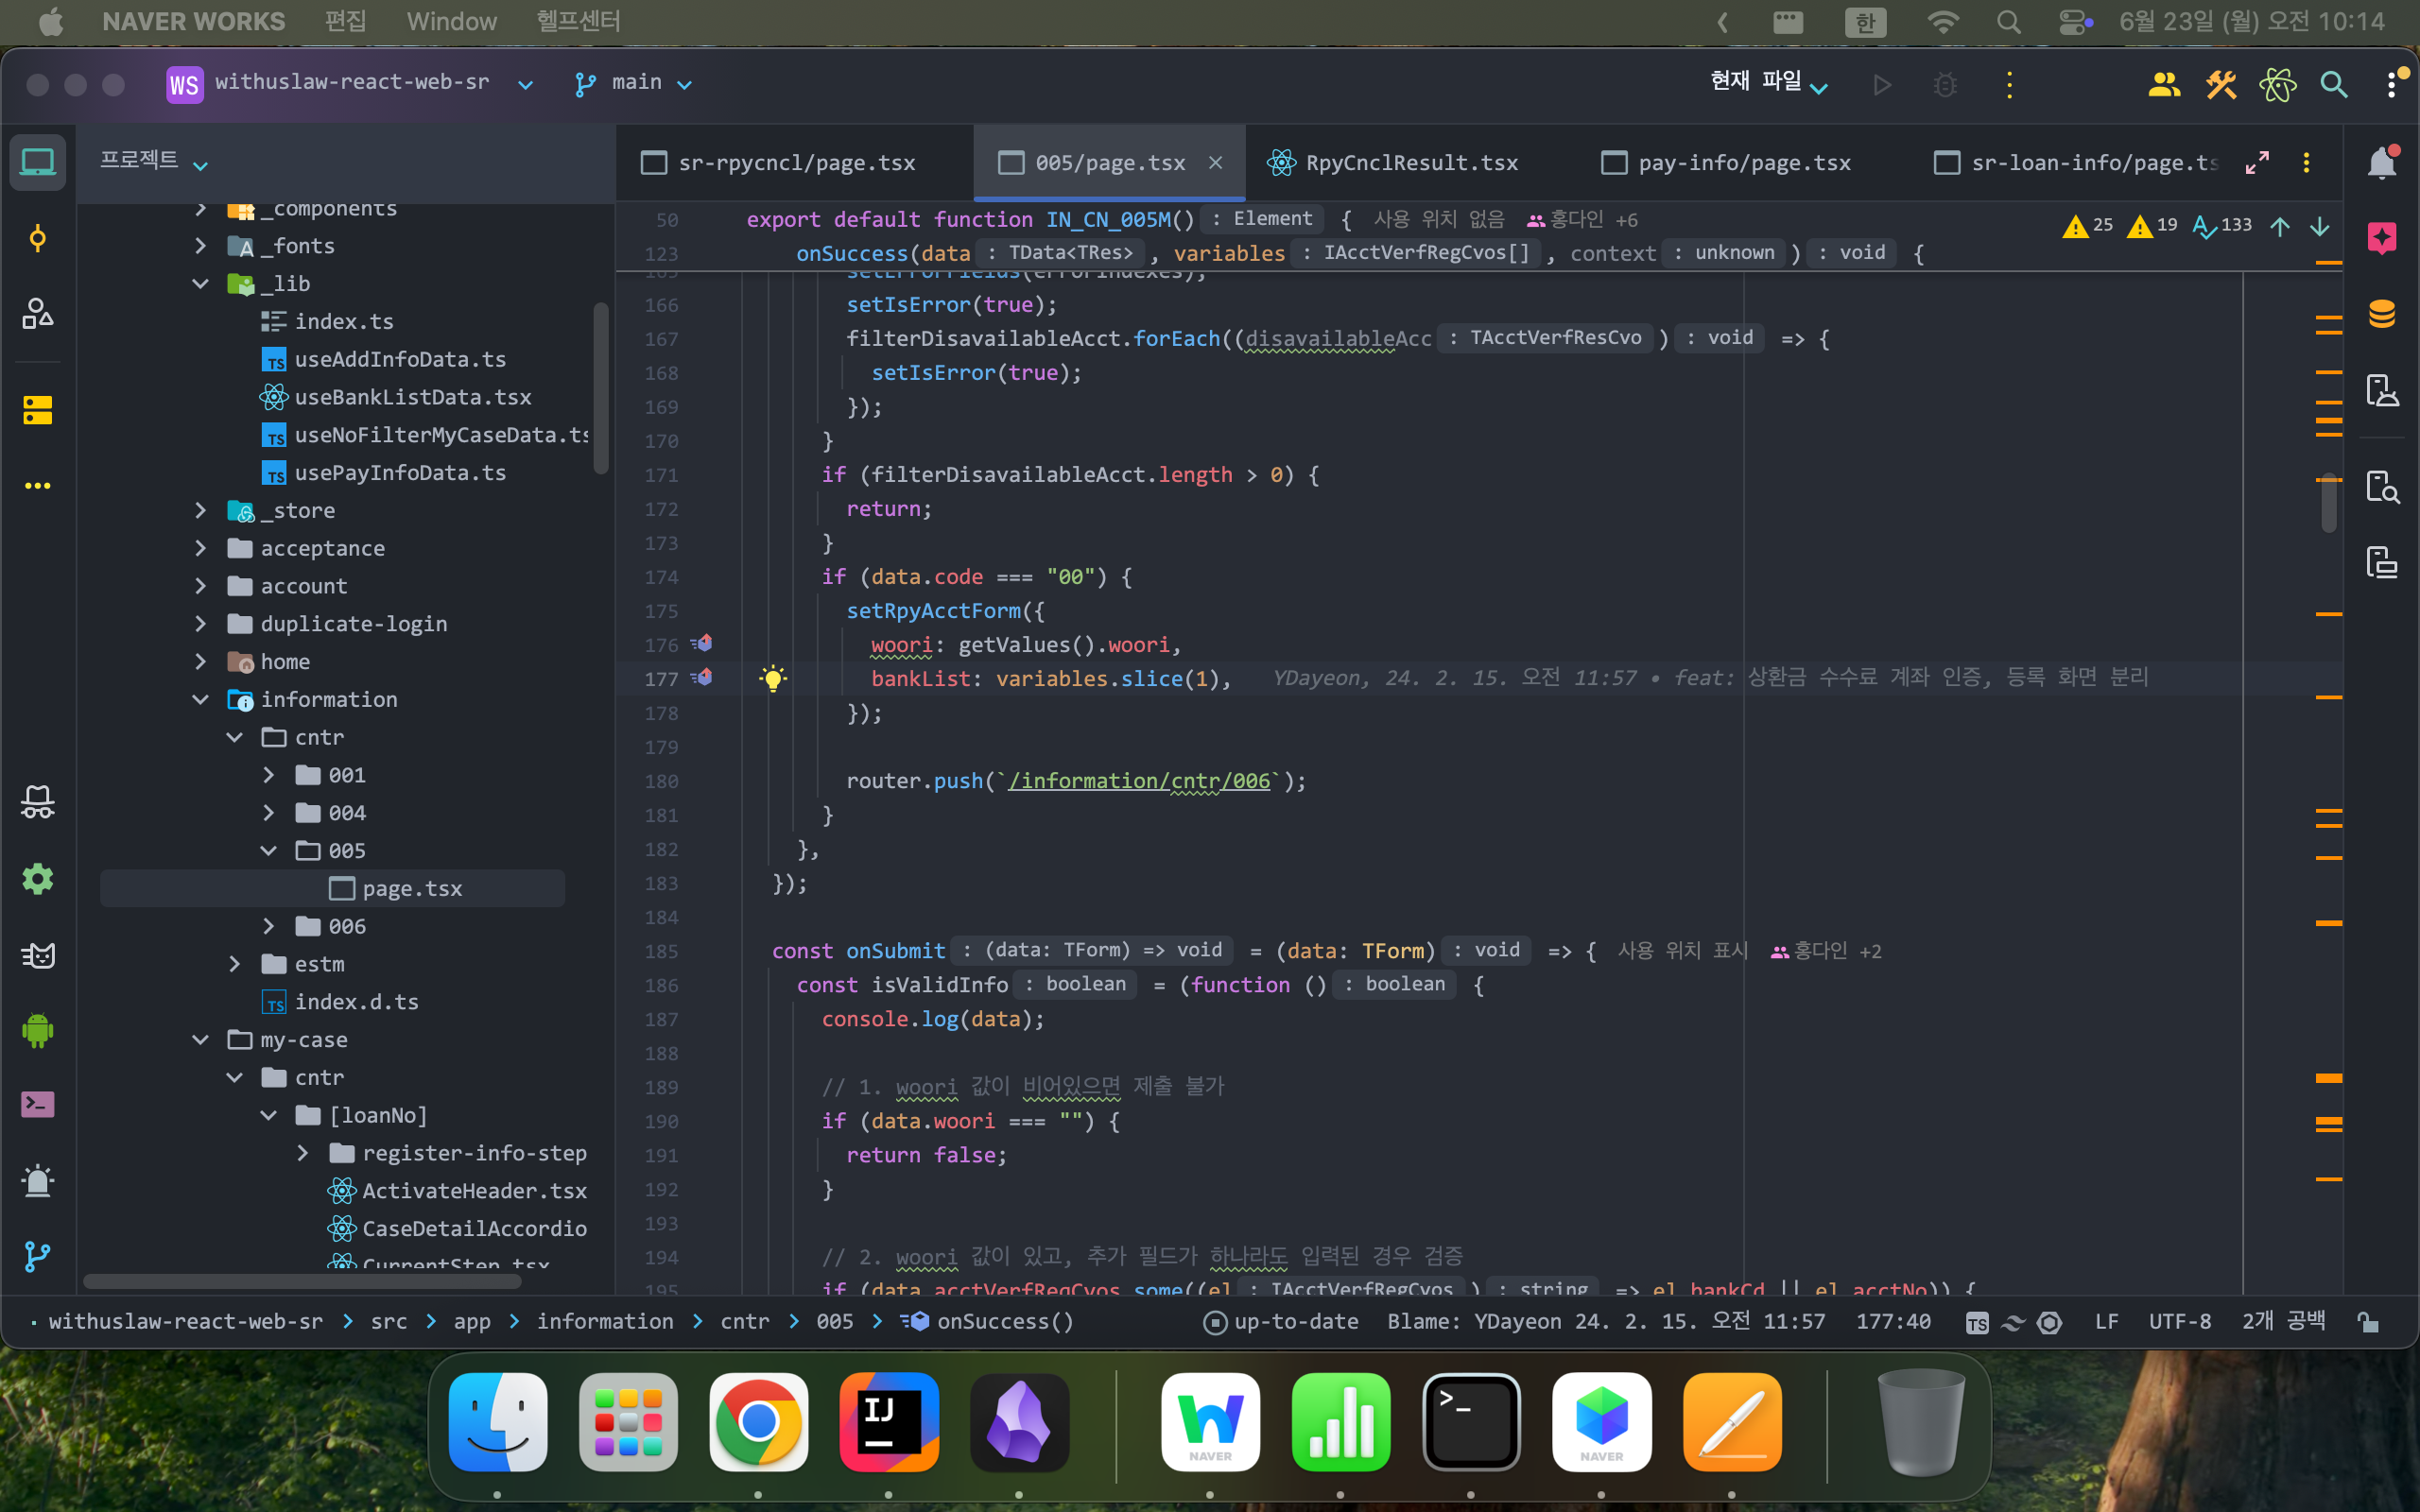 NAVER WORKS 편집 Window 헬프센터 한 6월 23일 (월) 오전 10:14
WS withuslaw-react-web-sr main 현재 파일
프로젝트
_components
_fonts
_lib
index.ts
useAddInfoData.ts
useBankListData.tsx
useNoFilterMyCaseData.ts
usePayInfoData.ts
_store
acceptance
account
duplicate-login
home
information
cntr
001
004
005
page.tsx
006
estm
index.d.ts
my-case
cntr
[loanNo]
register-info-step
ActivateHeader.tsx
CaseDetailAccordio
CurrentStep.tsx
sr-rpycncl/page.tsx 005/page.tsx RpyCnclResult.tsx pay-info/page.tsx sr-loan-info/page.ts
50 export default function IN_CN_005M() : Element { 사용 위치 없음 홍다인 +6
25 19 133
123 onSuccess(data : TData<TRes> , variables : IAcctVerfRegCvos[] , context : unknown ) : void {
165 setErrorFields(errorIndexes);
166 setIsError(true);
167 filterDisavailableAcct.forEach((disavailableAcc : TAcctVerfResCvo ) : void => {
168 setIsError(true);
169 });
170 }
171 if (filterDisavailableAcct.length > 0) {
172 return;
173 }
174 if (data.code === "00") {
175 setRpyAcctForm({
176 woori: getValues().woori,
177 bankList: variables.slice(1), YDayeon, 24. 2. 15. 오전 11:57 • feat: 상환금 수수료 계좌 인증, 등록 화면 분리
178 });
179
180 router.push(`/information/cntr/006`);
181 }
182 },
183 });
184
185 const onSubmit : (data: TForm) => void = (data: TForm) : void => { 사용 위치 표시 홍다인 +2
186 const isValidInfo : boolean = (function () : boolean {
187 console.log(data);
188
189 // 1. woori 값이 비어있으면 제출 불가
190 if (data.woori === "") {
191 return false;
192 }
193
194 // 2. woori 값이 있고, 추가 필드가 하나라도 입력된 경우 검증
195 if (data.acctVerfRegCvos.some((el : IAcctVerfRegCvos ) : string => el.bankCd || el.acctNo)) {
withuslaw-react-web-sr src app information cntr 005 onSuccess() up-to-date Blame: YDayeon 24. 2. 15. 오전 11:57 177:40 TS LF UTF-8 2개 공백
IJ NAVER >_ NAVER